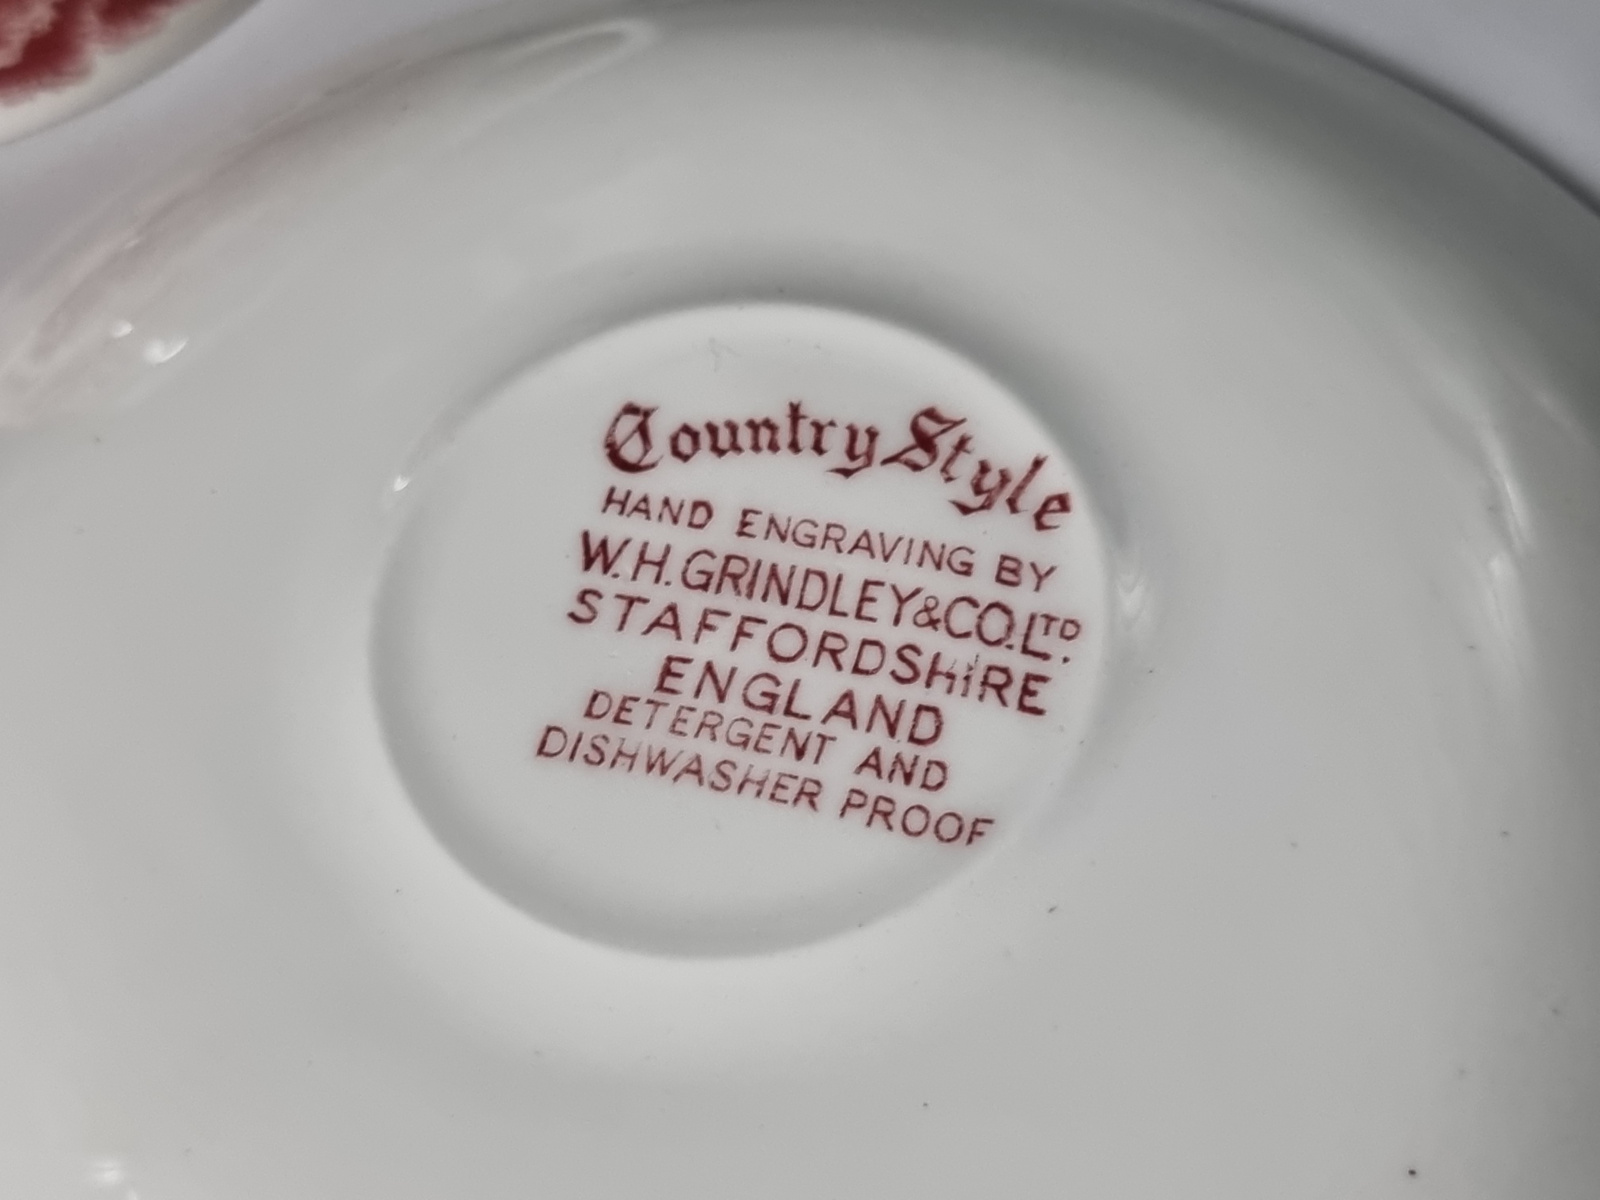 Country Style
HAND ENGRAVING BY
W.H.GRINDLEY&CO.LTD.
STAFFORDSHIRE
ENGLAND
DETERGENT AND
DISHWASHER PROOF